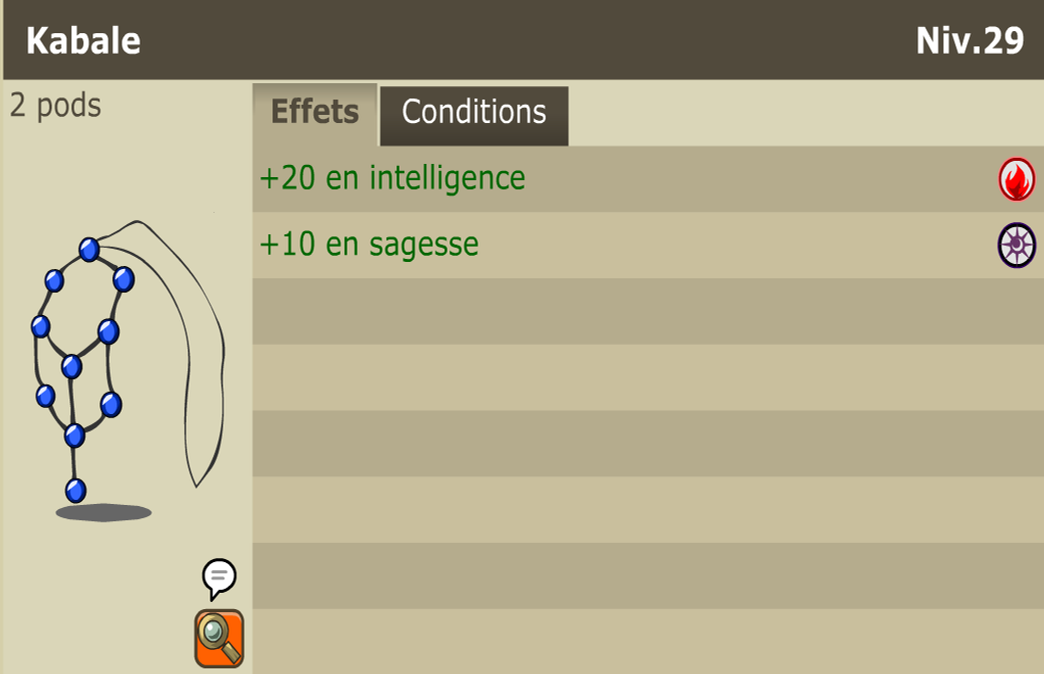 Kabale
Niv.29
2 pods
Effets
Conditions
+20 en intelligence
+10 en sagesse